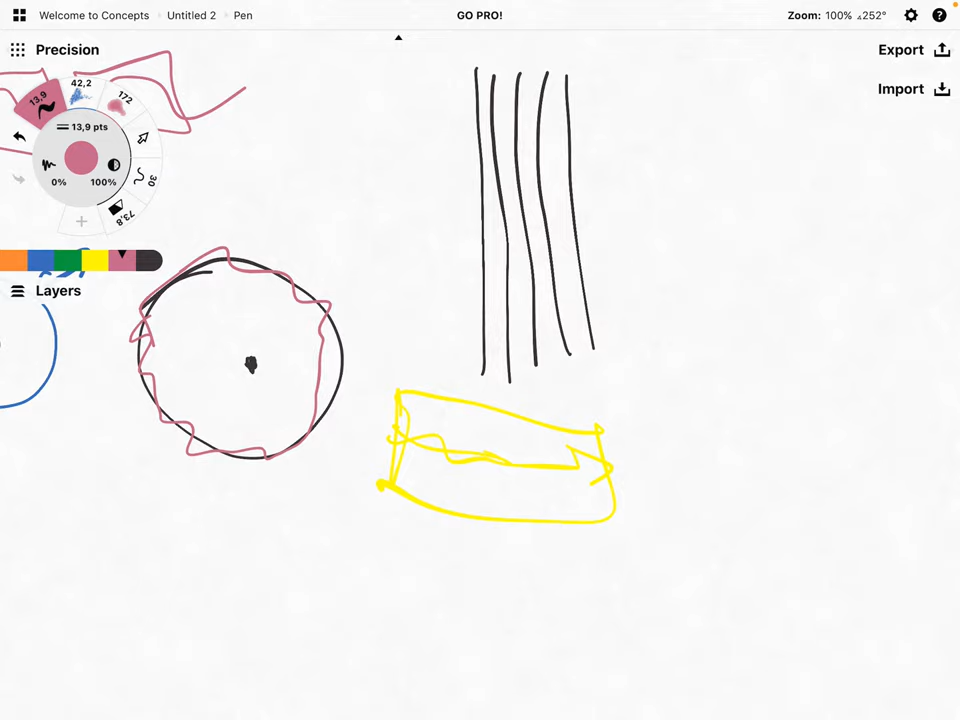 Welcome to Concepts › Untitled 2 › Pen
GO PRO!
Zoom: 100% ⦞252°
Precision
Export
Import
13,9
42,2
172
13,9 pts
0%
100%
30
73,8
Layers